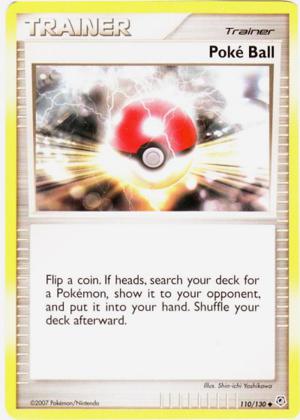 TRAINER
Trainer
Poké Ball
Flip a coin. If heads, search your deck for
a Pokémon, show it to your opponent,
and put it into your hand. Shuffle your
deck afterward.
Illus. Shin-ichi Yoshikawa
©2007 Pokémon/Nintendo
110/130